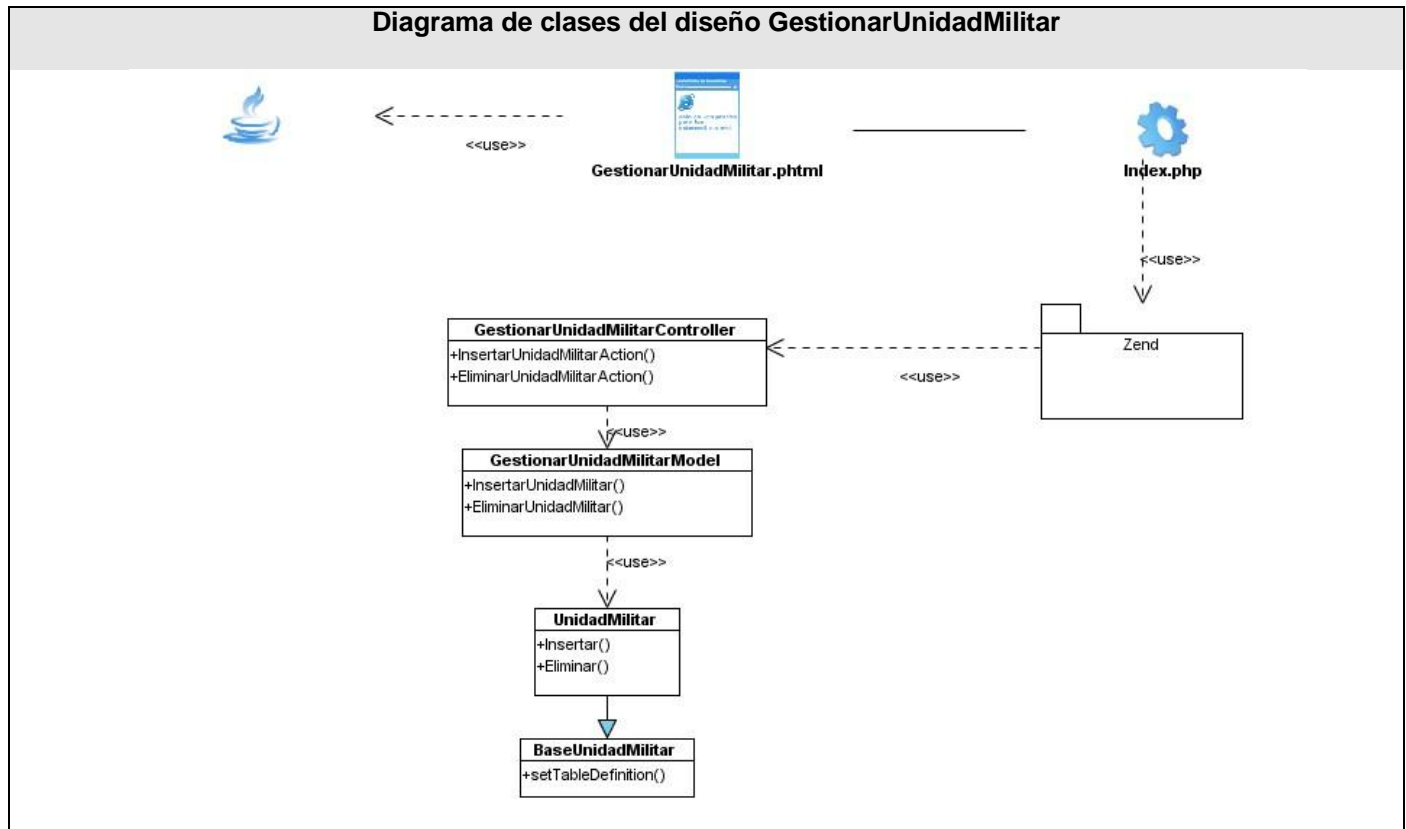 Diagrama de clases del diseño GestionarUnidadMilitar
<<use>>
GestionarUnidadMilitar.phtml
Index.php
<<use>>
Zend
<<use>>
GestionarUnidadMilitarController
+InsertarUnidadMilitarAction()
+EliminarUnidadMilitarAction()
<<use>>
GestionarUnidadMilitarModel
+InsertarUnidadMilitar()
+EliminarUnidadMilitar()
<<use>>
UnidadMilitar
+Insertar()
+Eliminar()
BaseUnidadMilitar
+setTableDefinition()